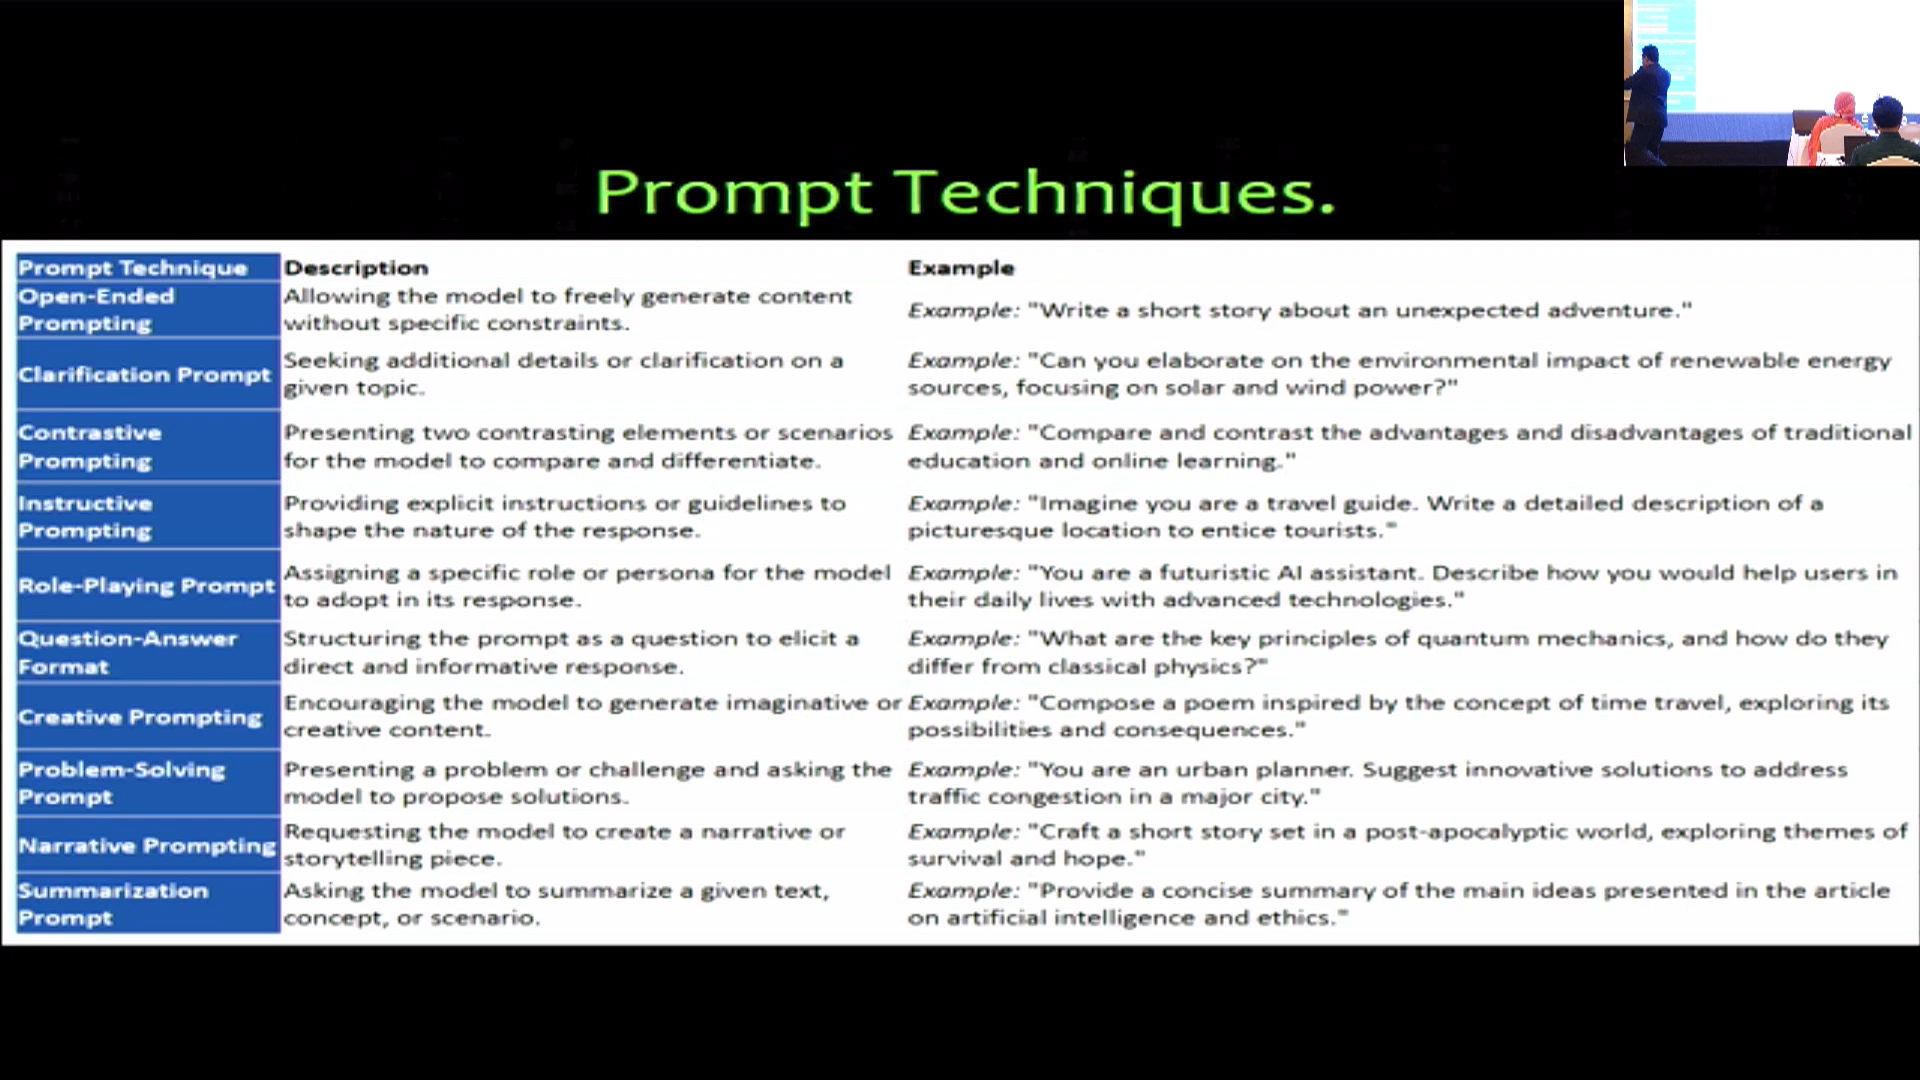 Prompt Techniques.
Prompt Technique Description Example
Open-Ended Prompting
Allowing the model to freely generate content
without specific constraints.
Example: "Write a short story about an unexpected adventure."
Clarification Prompt
Seeking additional details or clarification on a
given topic.
Example: "Can you elaborate on the environmental impact of renewable energy
sources, focusing on solar and wind power?"
Contrastive
Prompting
Presenting two contrasting elements or scenarios
for the model to compare and differentiate.
Example: "Compare and contrast the advantages and disadvantages of traditional
education and online learning."
Instructive
Prompting
Providing explicit instructions or guidelines to
shape the nature of the response.
Example: "Imagine you are a travel guide. Write a detailed description of a
picturesque location to entice tourists."
Role-Playing Prompt
Assigning a specific role or persona for the model
to adopt in its response.
Example: "You are a futuristic AI assistant. Describe how you would help users in
their daily lives with advanced technologies."
Question-Answer
Format
Structuring the prompt as a question to elicit a
direct and informative response.
Example: "What are the key principles of quantum mechanics, and how do they
differ from classical physics?"
Creative Prompting
Encouraging the model to generate imaginative or
creative content.
Example: "Compose a poem inspired by the concept of time travel, exploring its
possibilities and consequences."
Problem-Solving
Prompt
Presenting a problem or challenge and asking the
model to propose solutions.
Example: "You are an urban planner. Suggest innovative solutions to address
traffic congestion in a major city."
Narrative Prompting
Requesting the model to create a narrative or
storytelling piece.
Example: "Craft a short story set in a post-apocalyptic world, exploring themes of
survival and hope."
Summarization
Prompt
Asking the model to summarize a given text,
concept, or scenario.
Example: "Provide a concise summary of the main ideas presented in the article
on artificial intelligence and ethics."